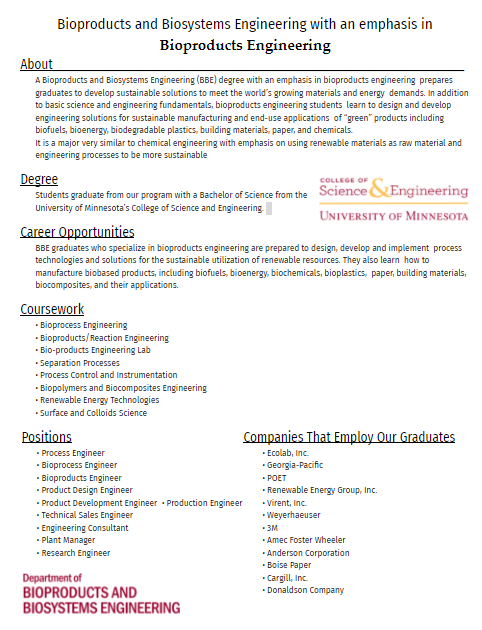 Bioproducts and Biosystems Engineering with an emphasis in
Bioproducts Engineering
About
A Bioproducts and Biosystems Engineering (BBE) degree with an emphasis in bioproducts engineering prepares
graduates to develop sustainable solutions to meet the world's growing materials and energy demands. In addition
to basic science and engineering fundamentals, bioproducts engineering students learn to design and develop
engineering solutions for sustainable manufacturing and end-use applications of "green" products including
biofuels, bioenergy, biodegradable plastics, building materials, paper, and chemicals.
It is a major very similar to chemical engineering with emphasis on using renewable materials as raw material and
engineering processes to be more sustainable
Degree
Students graduate from our program with a Bachelor of Science from the
University of Minnesota's College of Science and Engineering.
COLLEGE OF
Science & Engineering
UNIVERSITY OF MINNESOTA
Career Opportunities
BBE graduates who specialize in bioproducts engineering are prepared to design, develop and implement process
technologies and solutions for the sustainable utilization of renewable resources. They also learn how to
manufacture biobased products, including biofuels, bioenergy, biochemicals, bioplastics, paper, building materials,
biocomposites, and their applications.
Coursework
• Bioprocess Engineering
• Bioproducts/Reaction Engineering
• Bio-products Engineering Lab
• Separation Processes
• Process Control and Instrumentation
• Biopolymers and Biocomposites Engineering
• Renewable Energy Technologies
• Surface and Colloids Science
Positions
• Process Engineer
• Bioprocess Engineer
• Bioproducts Engineer
• Product Design Engineer
• Product Development Engineer • Production Engineer
• Technical Sales Engineer
• Engineering Consultant
• Plant Manager
• Research Engineer
Companies That Employ Our Graduates
• Ecolab, Inc.
• Georgia-Pacific
• POET
• Renewable Energy Group, Inc.
• Virent, Inc.
• Weyerhaeuser
• 3M
• Amec Foster Wheeler
• Anderson Corporation
• Boise Paper
• Cargill, Inc.
• Donaldson Company
Department of
BIOPRODUCTS AND
BIOSYSTEMS ENGINEERING